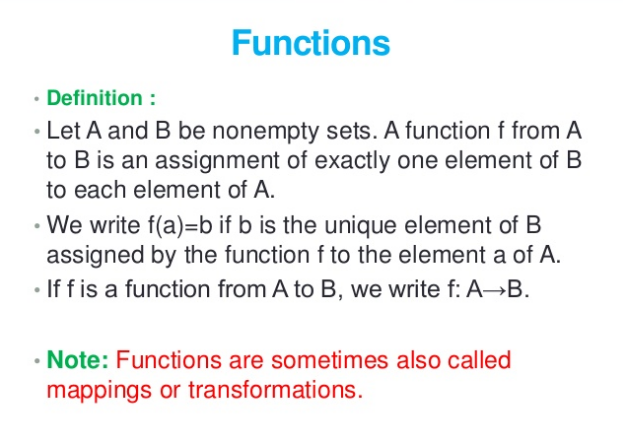 Functions
• Definition :
• Let A and B be nonempty sets. A function f from A
to B is an assignment of exactly one element of B
to each element of A.
• We write f(a)=b if b is the unique element of B
assigned by the function f to the element a of A.
• If f is a function from A to B, we write f: A→B.
• Note: Functions are sometimes also called
mappings or transformations.